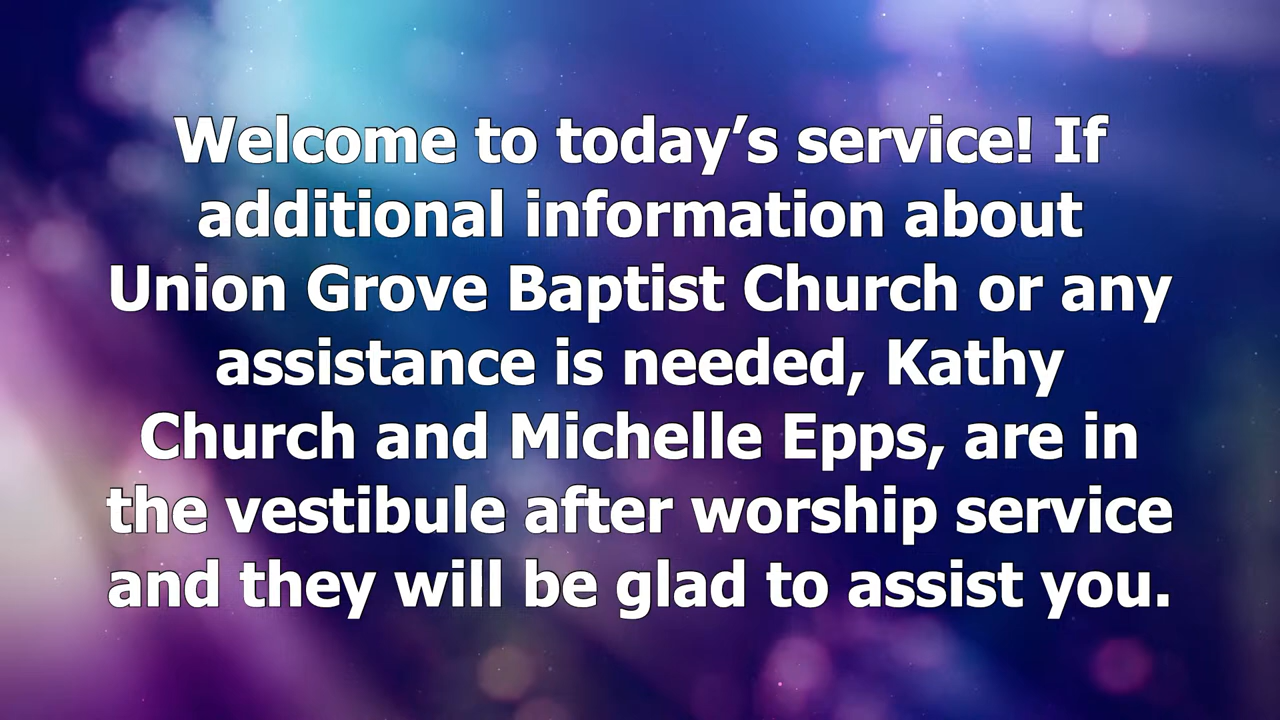 Welcome to today’s service! If
additional information about
Union Grove Baptist Church or any
assistance is needed, Kathy
Church and Michelle Epps, are in
the vestibule after worship service
and they will be glad to assist you.